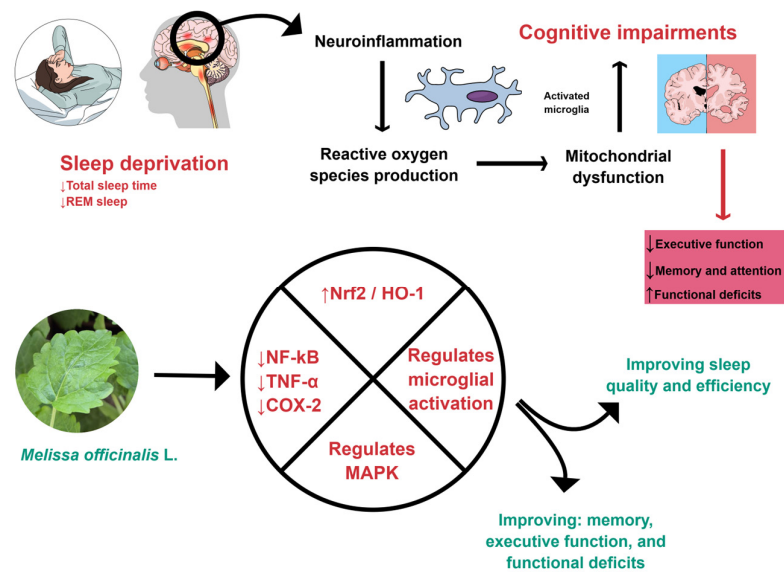 Neuroinflammation
Cognitive impairments
Activated
microglia
Reactive oxygen
species production
Mitochondrial
dysfunction
Sleep deprivation
↓Total sleep time
↓REM sleep
↓Executive function
↓Memory and attention
↑Functional deficits
↑Nrf2 / HO-1
↓NF-kB
↓TNF-α
↓COX-2
Regulates
microglial
activation
Regulates
MAPK
Melissa officinalis L.
Improving sleep
quality and efficiency
Improving: memory,
executive function, and
functional deficits